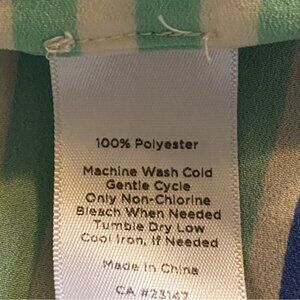 100% Polyester
Machine Wash Cold
Gentle Cycle
Only Non-Chlorine
Bleach When Needed
Tumble Dry Low
Cool Iron, If Needed
Made in China
CA #23147